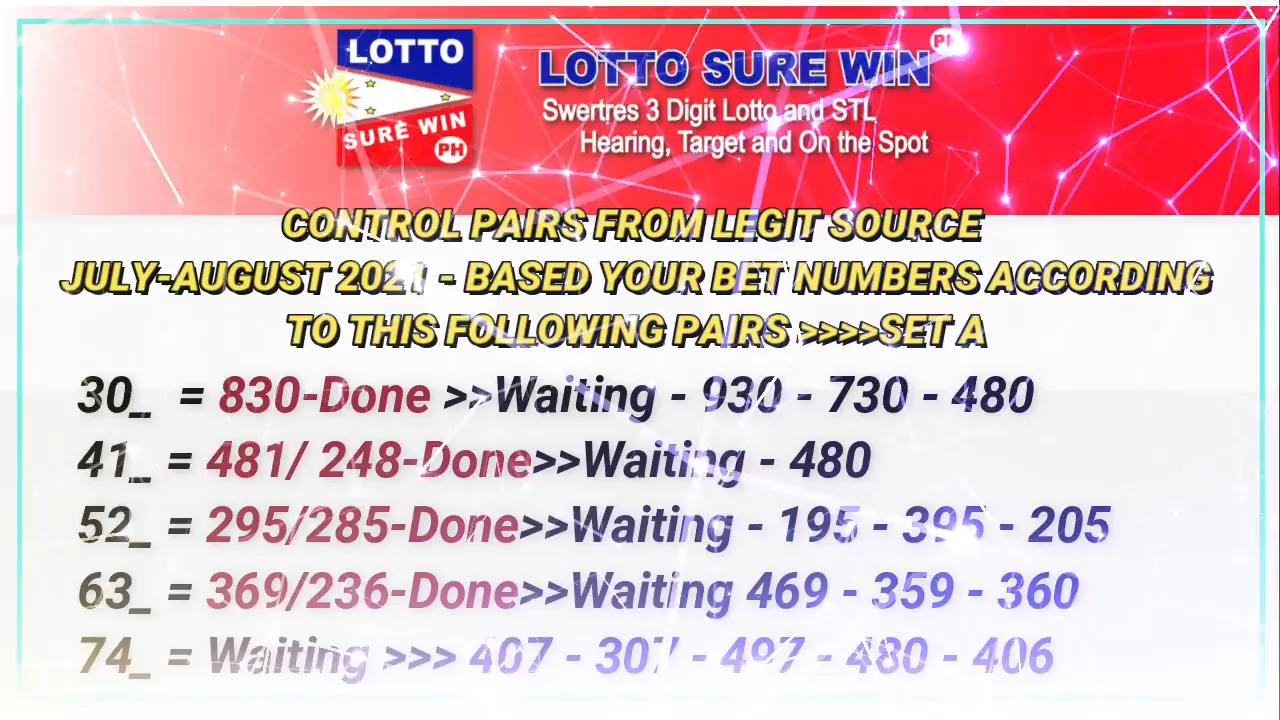 LOTTO
SURE WIN
PH
LOTTO SURE WIN PH
Swertres 3 Digit Lotto and STL
Hearing, Target and On the Spot
CONTROL PAIRS FROM LEGIT SOURCE
JULY-AUGUST 2021 - BASED YOUR BET NUMBERS ACCORDING
TO THIS FOLLOWING PAIRS >>>>SET A
30_ = 830-Done >>Waiting - 930 - 730 - 480
41_ = 481/ 248-Done>>Waiting - 480
52_ = 295/285-Done>>Waiting - 195 - 395 - 205
63_ = 369/236-Done>>Waiting 469 - 359 - 360
74_ = Waiting >>> 407 - 307 - 497 - 480 - 406